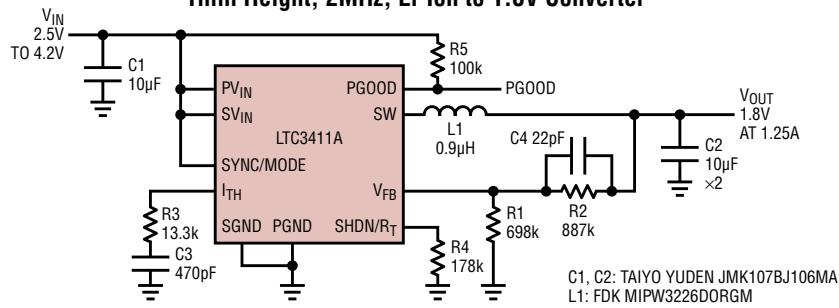 1mm Height, 2MHz, Li-Ion to 1.8V Converter
VIN
2.5V
TO 4.2V
C1
10µF
R5
100k
PVIN
SVIN
SYNC/MODE
ITH
SGND PGND
PGOOD
SW
LTC3411A
VFB
SHDN/RT
PGOOD
L1
0.9µH
C4 22pF
VOUT
1.8V
AT 1.25A
C2
10µF
×2
R3
13.3k
C3
470pF
R4
178k
R1
698k
R2
887k
C1, C2: TAIYO YUDEN JMK107BJ106MA
L1: FDK MIPW3226DORGM